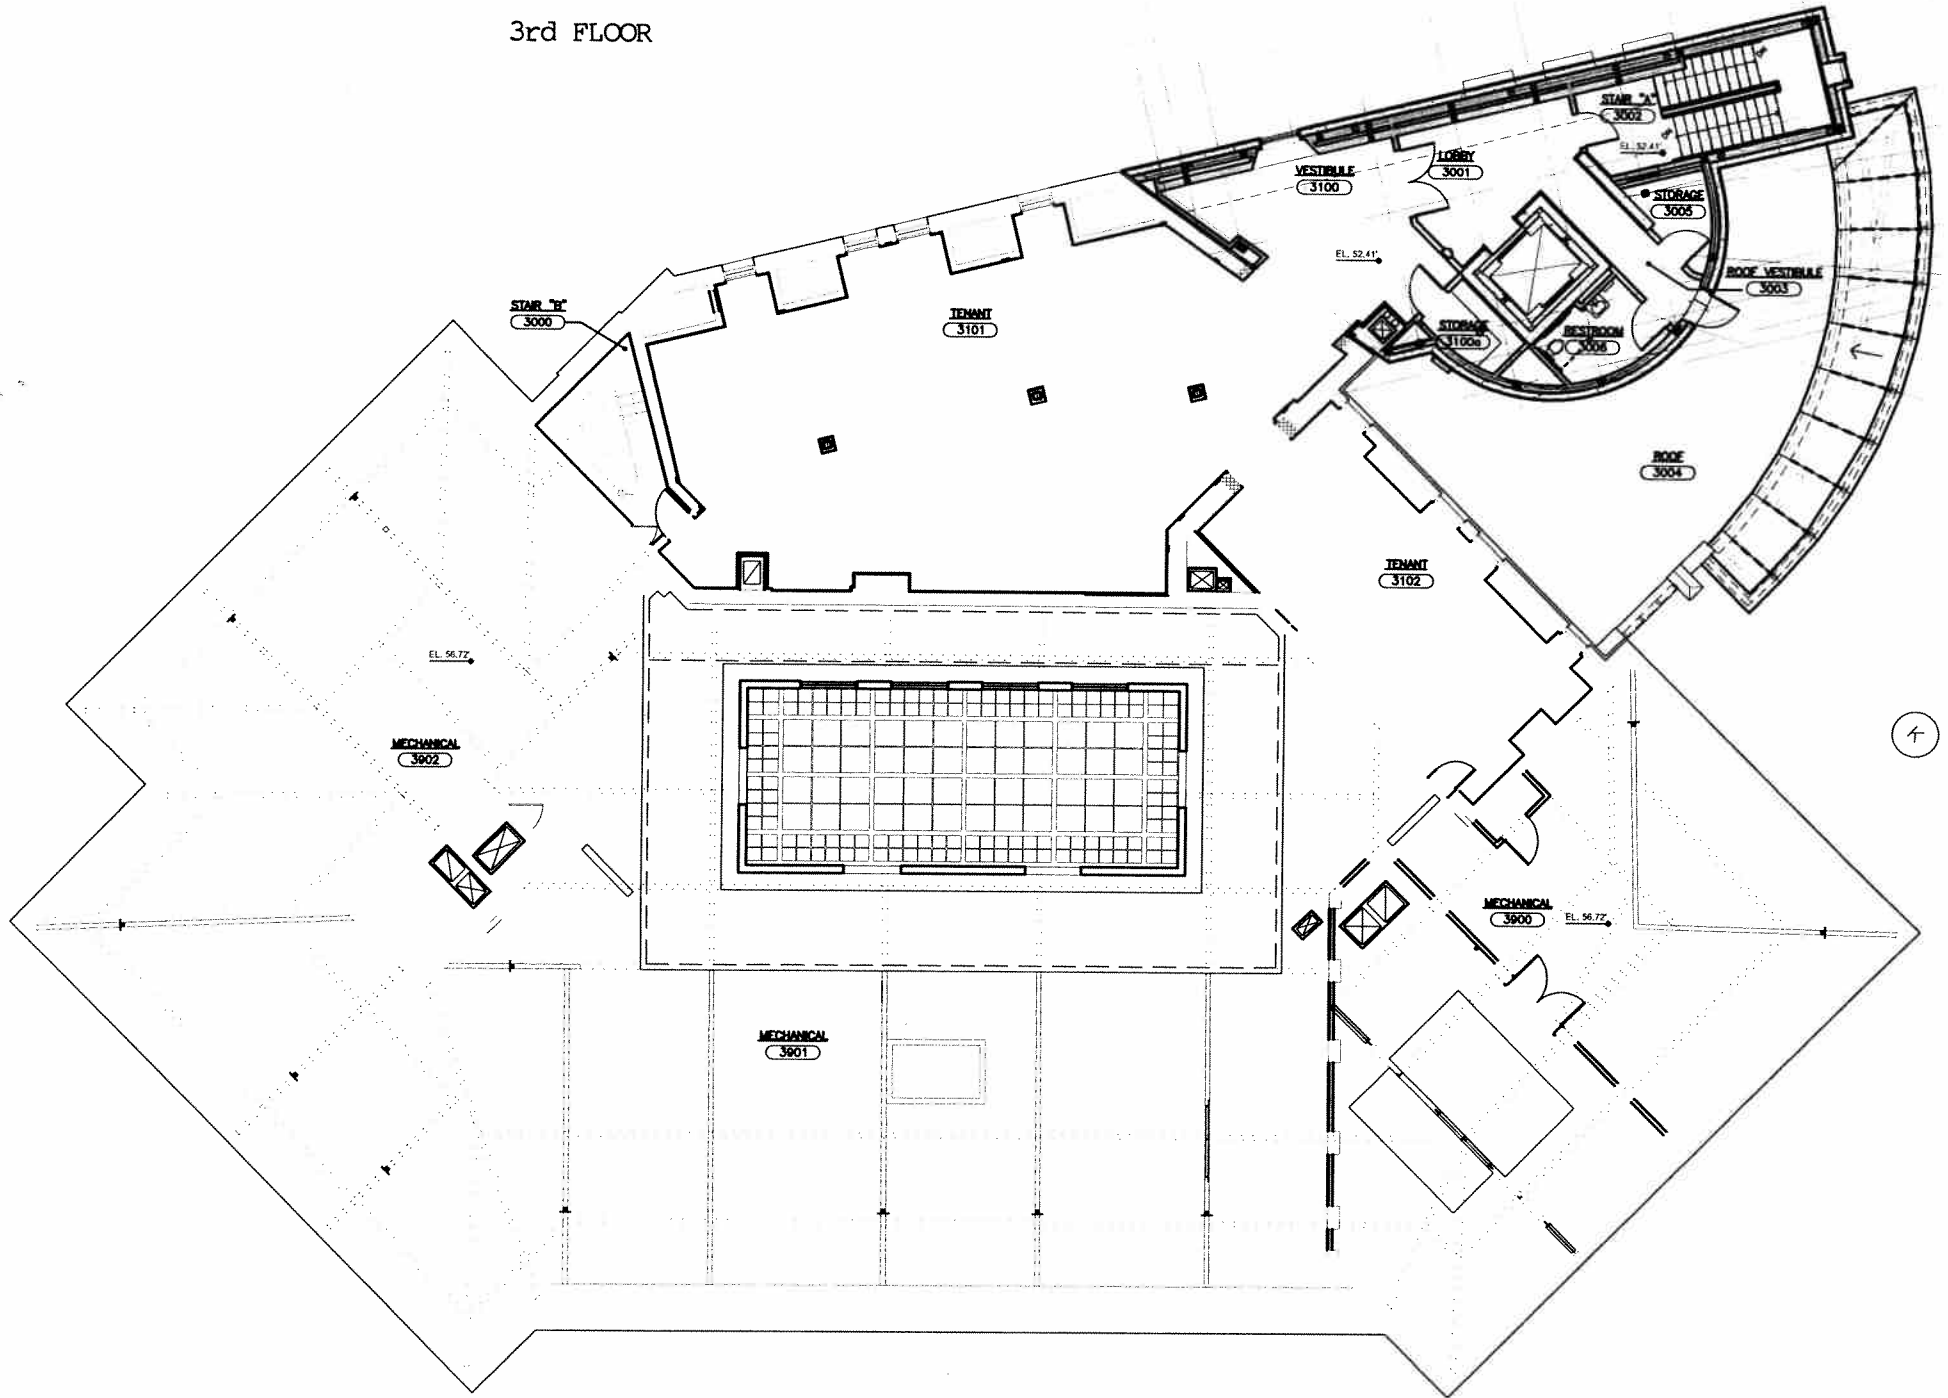 3rd FLOOR
STAIR "A"
3002
EL. 52.41'
LOBBY
3001
VESTIBULE
3100
STORAGE
3005
EL. 52.41'
ROOF VESTIBULE
3003
STAIR "B"
3000
TENANT
3101
STORAGE
3100a
RESTROOM
3006
ROOF
3004
TENANT
3102
EL. 56.72'
MECHANICAL
3902
MECHANICAL
3900
EL. 56.72'
MECHANICAL
3901